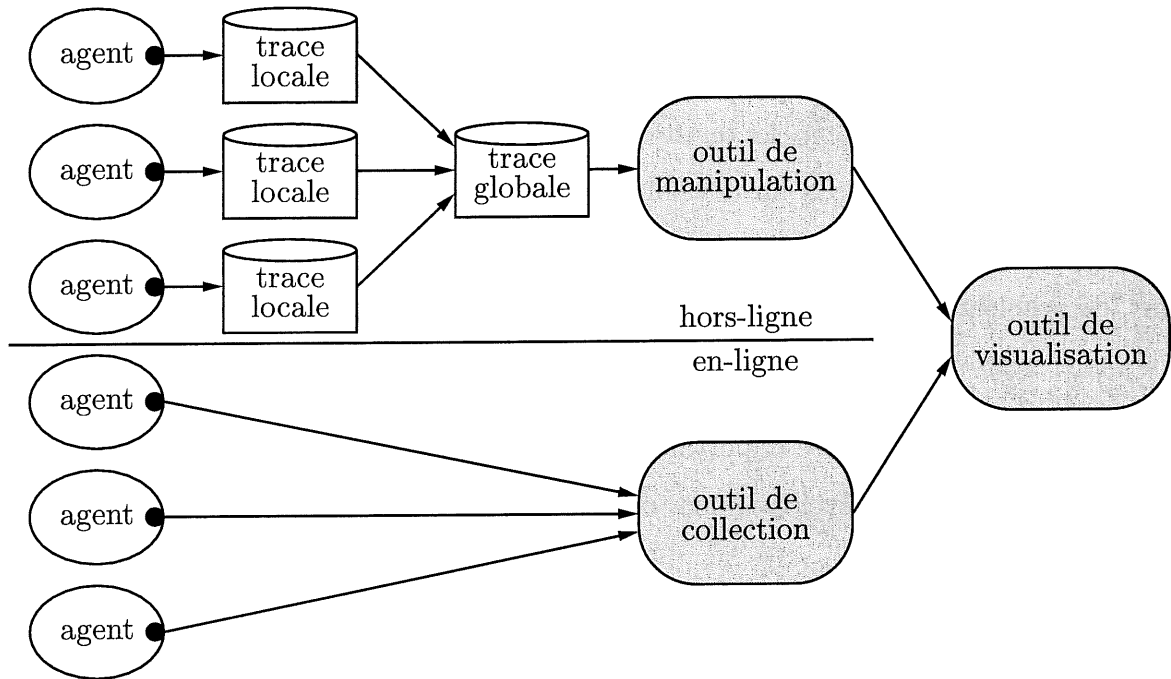 agent
trace
locale
agent
trace
locale
agent
trace
locale
trace
globale
outil de
manipulation
hors-ligne
en-ligne
outil de
visualisation
agent
agent
agent
outil de
collection